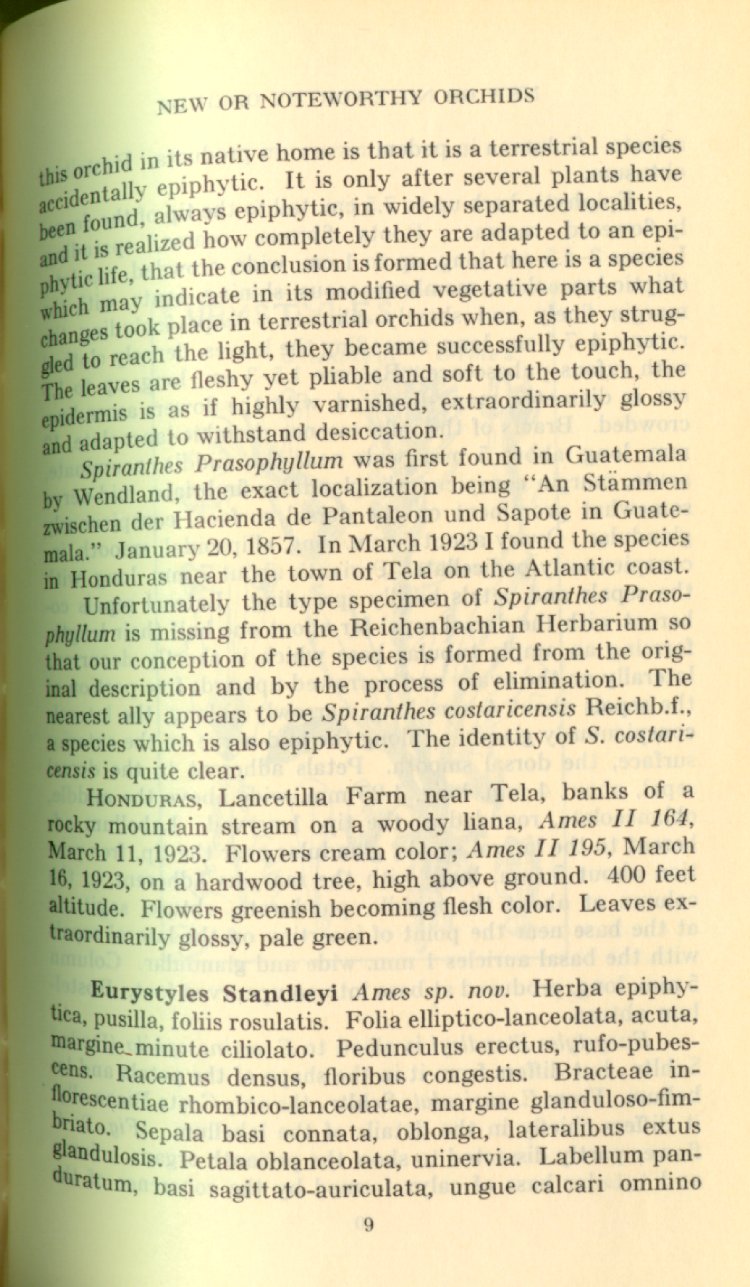 NEW OR NOTEWORTHY ORCHIDS
this orchid in its native home is that it is a terrestrial species
accidentally epiphytic. It is only after several plants have
been found, always epiphytic, in widely separated localities,
and it is realized how completely they are adapted to an epi-
phytic life, that the conclusion is formed that here is a species
which may indicate in its modified vegetative parts what
changes took place in terrestrial orchids when, as they strug-
gled to reach the light, they became successfully epiphytic.
The leaves are fleshy yet pliable and soft to the touch, the
epidermis is as if highly varnished, extraordinarily glossy
and adapted to withstand desiccation.
Spiranthes Prasophyllum was first found in Guatemala
by Wendland, the exact localization being "An Stämmen
zwischen der Hacienda de Pantaleon und Sapote in Guate-
mala." January 20, 1857. In March 1923 I found the species
in Honduras near the town of Tela on the Atlantic coast.
Unfortunately the type specimen of Spiranthes Praso-
phyllum is missing from the Reichenbachian Herbarium so
that our conception of the species is formed from the orig-
inal description and by the process of elimination. The
nearest ally appears to be Spiranthes costaricensis Reichb.f.,
a species which is also epiphytic. The identity of S. costari-
censis is quite clear.
HONDURAS, Lancetilla Farm near Tela, banks of a
rocky mountain stream on a woody liana, Ames II 164,
March 11, 1923. Flowers cream color; Ames II 195, March
16, 1923, on a hardwood tree, high above ground. 400 feet
altitude. Flowers greenish becoming flesh color. Leaves ex-
traordinarily glossy, pale green.
Eurystyles Standleyi Ames sp. nov. Herba epiphy-
tica, pusilla, foliis rosulatis. Folia elliptico-lanceolata, acuta,
margine minute ciliolato. Pedunculus erectus, rufo-pubes-
cens. Racemus densus, floribus congestis. Bracteae in-
florescentiae rhombico-lanceolatae, margine glanduloso-fim-
briato. Sepala basi connata, oblonga, lateralibus extus
glandulosis. Petala oblanceolata, uninervia. Labellum pan-
duratum, basi sagittato-auriculata, ungue calcari omnino
9